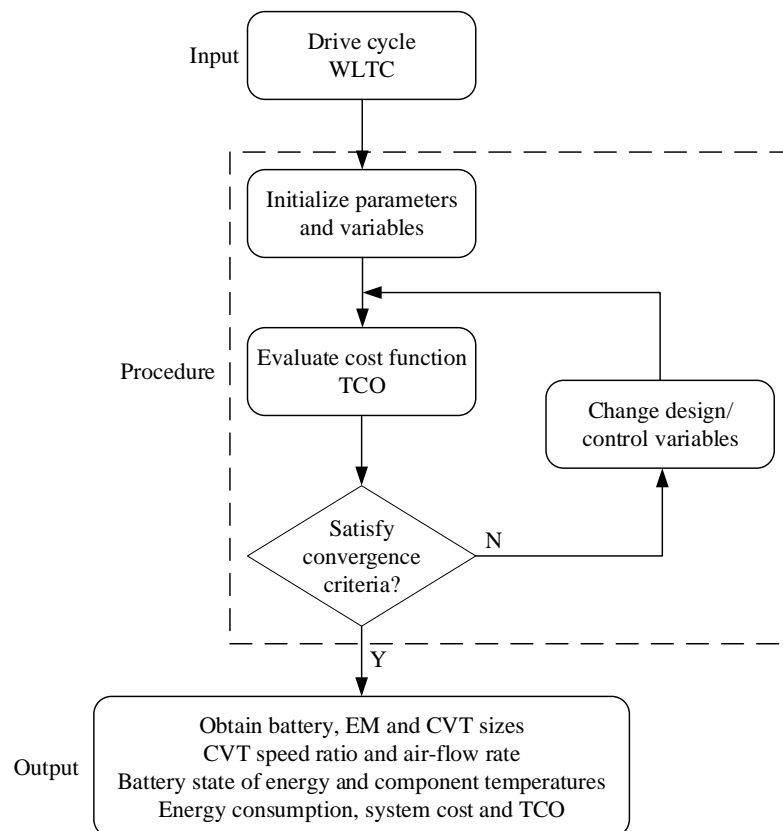 Input
Drive cycle
WLTC
Initialize parameters
and variables
Procedure
Evaluate cost function
TCO
Change design/
control variables
Satisfy
convergence
criteria?
N
Y
Output
Obtain battery, EM and CVT sizes
CVT speed ratio and air-flow rate
Battery state of energy and component temperatures
Energy consumption, system cost and TCO